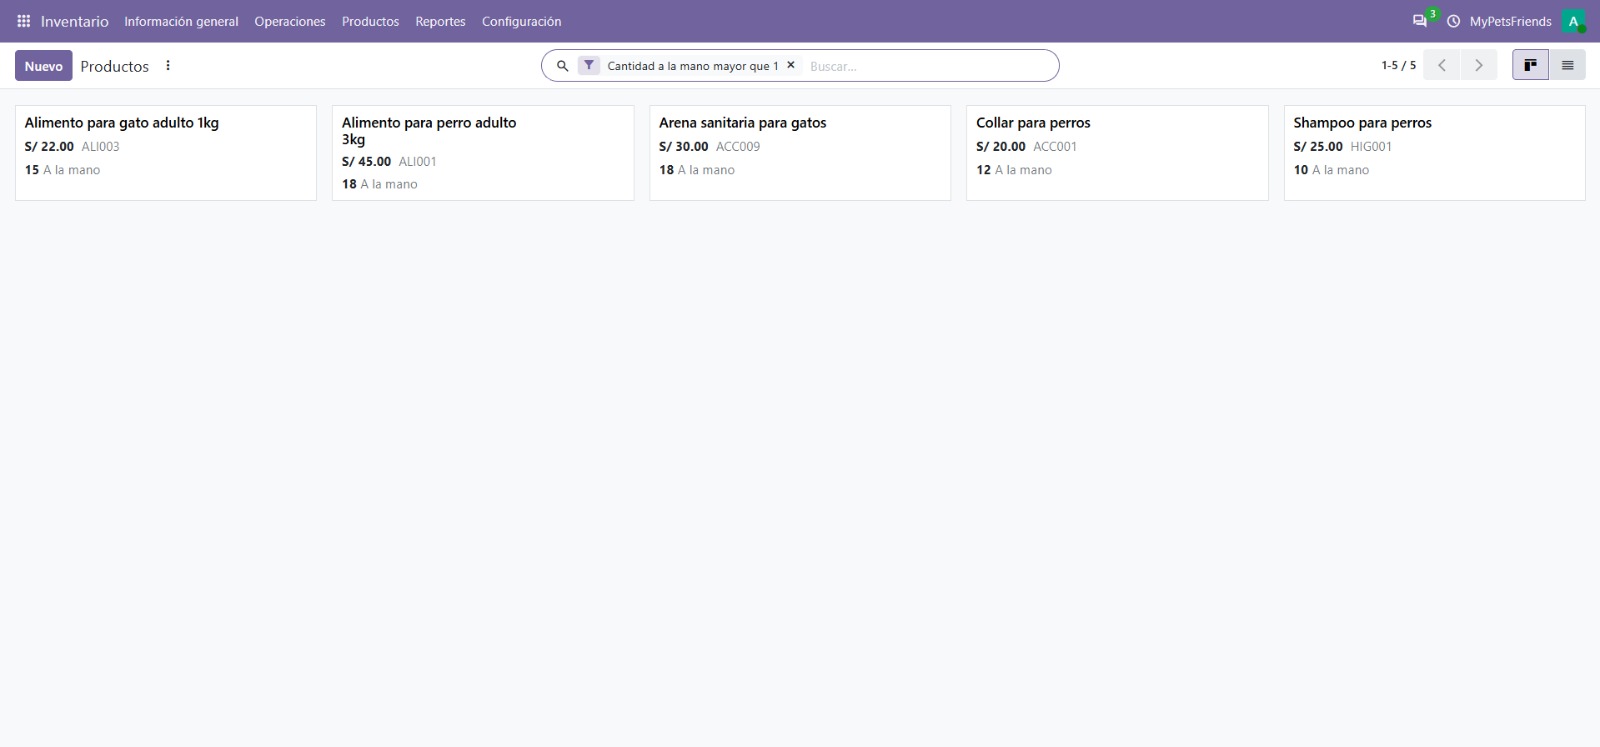 Inventario Información general Operaciones Productos Reportes Configuración 3 MyPetsFriends A
Nuevo Productos Cantidad a la mano mayor que 1 × Buscar... 1-5 / 5
Alimento para gato adulto 1kg
S/ 22.00 ALI003
15 A la mano
Alimento para perro adulto
3kg
S/ 45.00 ALI001
18 A la mano
Arena sanitaria para gatos
S/ 30.00 ACC009
18 A la mano
Collar para perros
S/ 20.00 ACC001
12 A la mano
Shampoo para perros
S/ 25.00 HIG001
10 A la mano